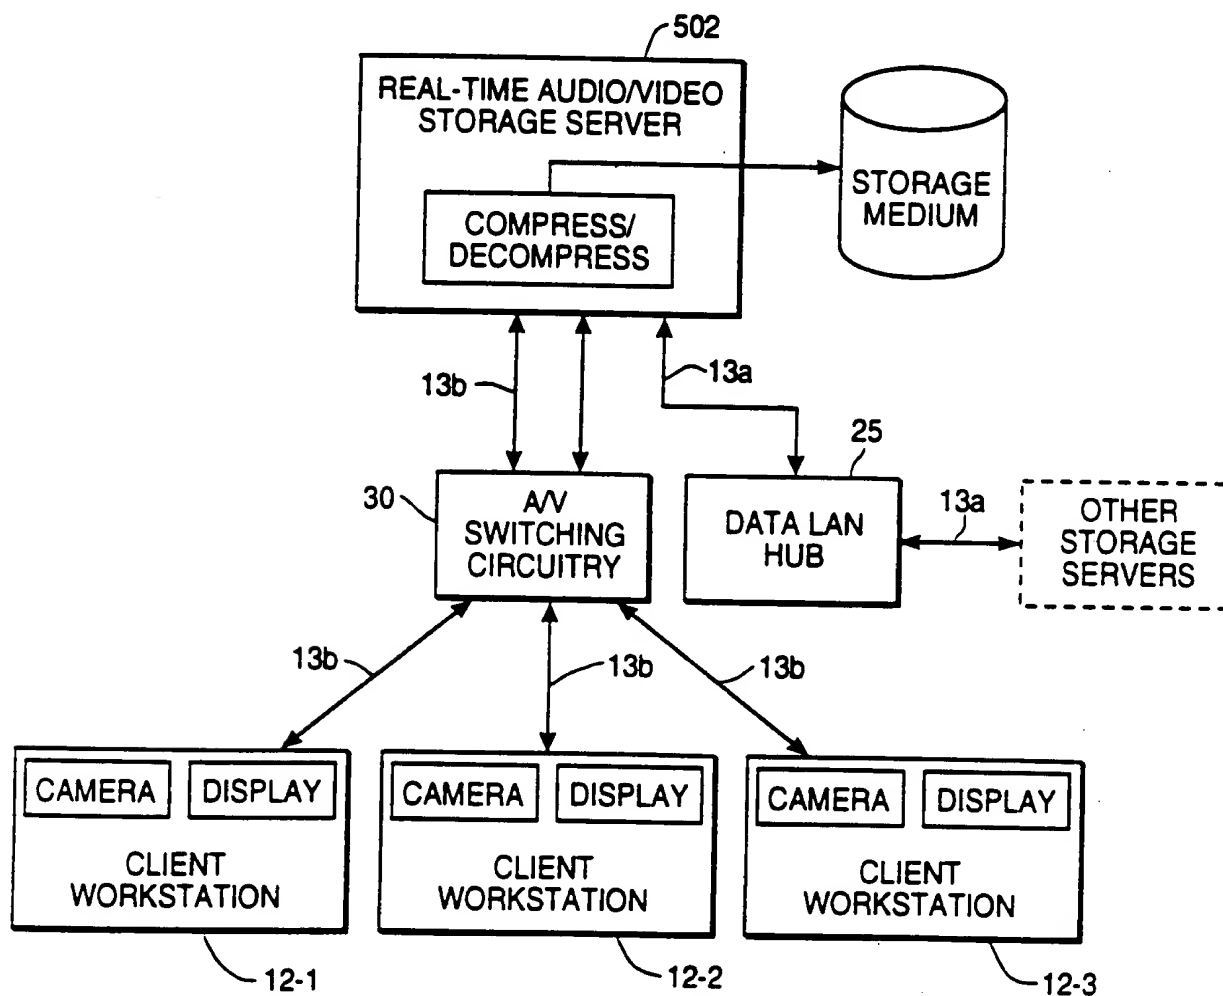 502
REAL-TIME AUDIO/VIDEO
STORAGE SERVER
COMPRESS/
DECOMPRESS
STORAGE
MEDIUM
13b
13a
25
30
A/V
SWITCHING
CIRCUITRY
DATA LAN
HUB
13a
OTHER
STORAGE
SERVERS
13b
13b
13b
CAMERA
DISPLAY
CLIENT
WORKSTATION
CAMERA
DISPLAY
CLIENT
WORKSTATION
CAMERA
DISPLAY
CLIENT
WORKSTATION
12-1
12-2
12-3